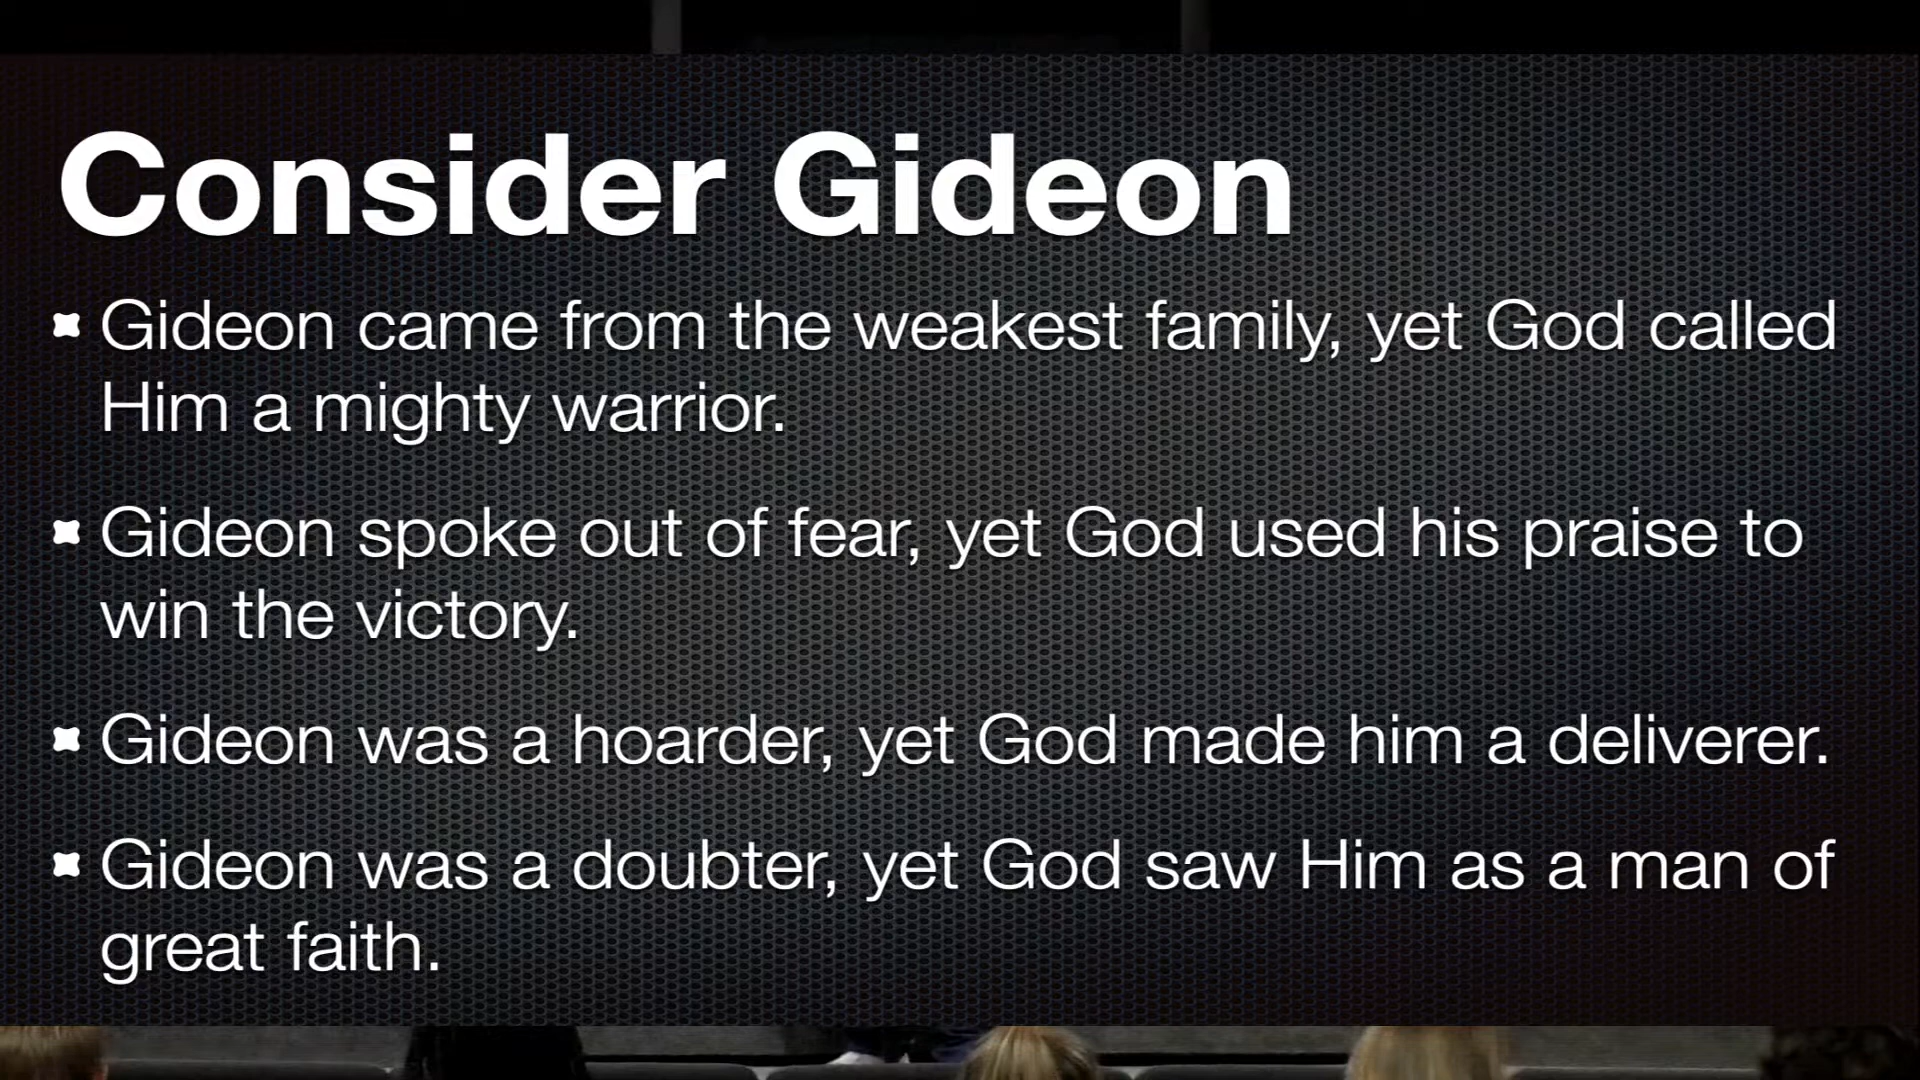 Consider Gideon
Gideon came from the weakest family, yet God called
Him a mighty warrior.
Gideon spoke out of fear, yet God used his praise to
win the victory.
Gideon was a hoarder, yet God made him a deliverer.
Gideon was a doubter, yet God saw Him as a man of
great faith.